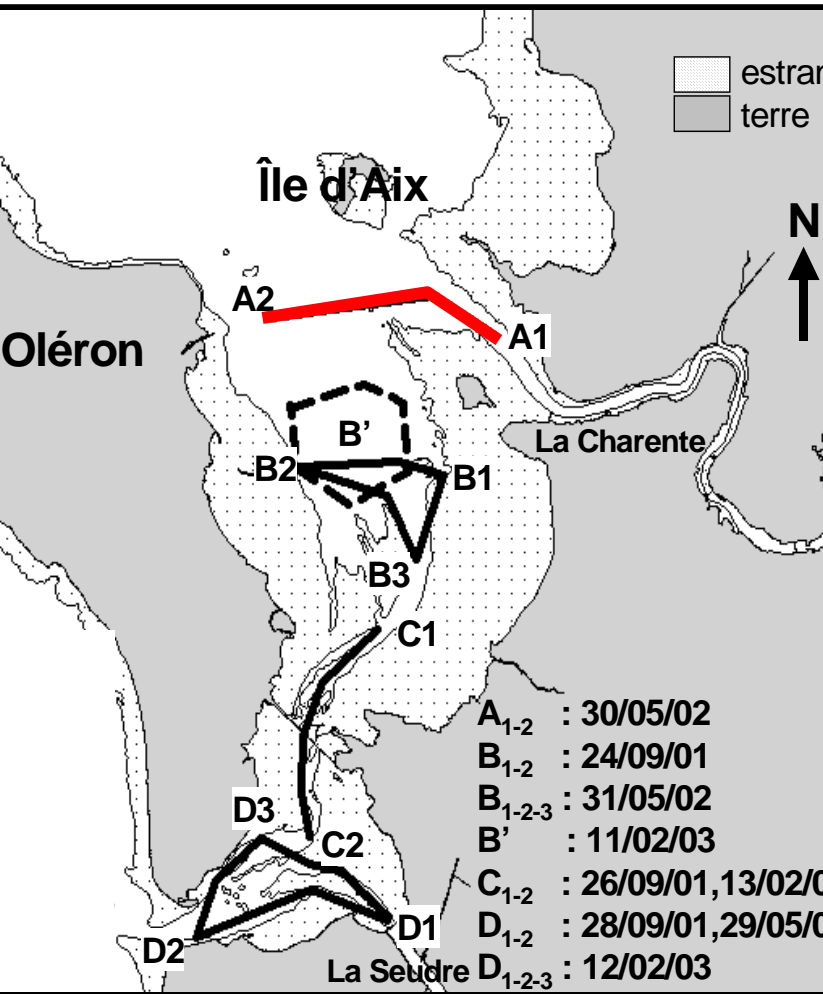 estran
terre
Île d'Aix
N
A2
A1
Oléron
B'
La Charente
B2
B1
B3
C1
A1-2 : 30/05/02
B1-2 : 24/09/01
B1-2-3 : 31/05/02
B' : 11/02/03
C1-2 : 26/09/01,13/02/0
D1-2 : 28/09/01,29/05/0
D1-2-3 : 12/02/03
D3
C2
D1
D2
La Seudre